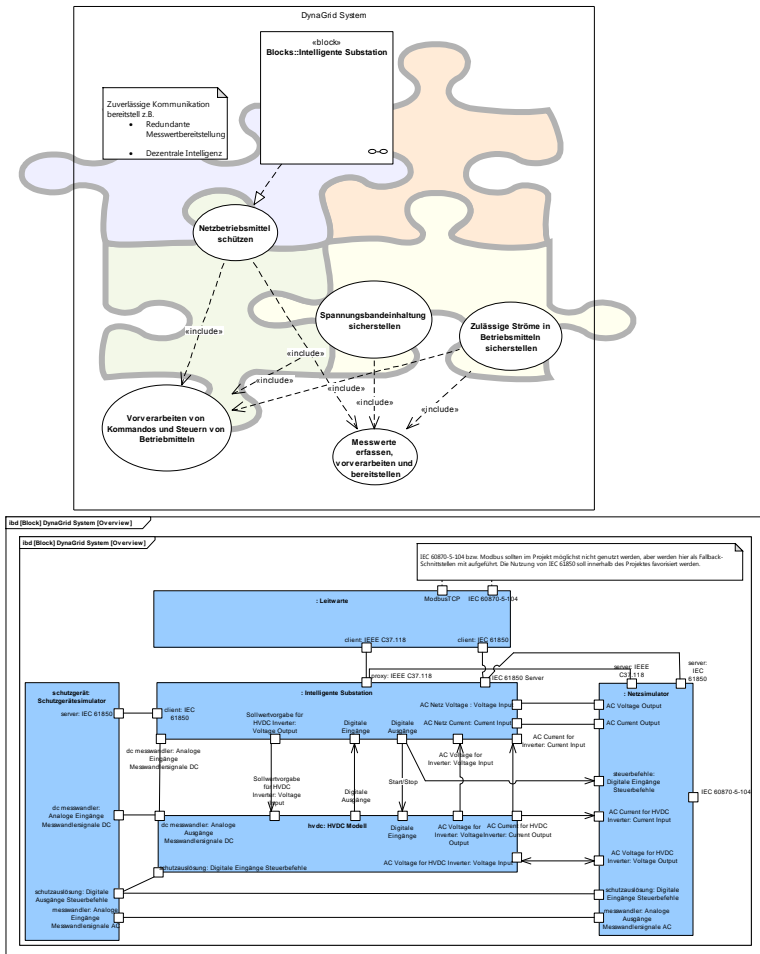 DynaGrid System
«block»
Blocks::Intelligente Substation
Zuverlässige Kommunikation
bereitstell z.B.
• Redundante
Messwertbereitstellung
• Dezentrale Intelligenz
Netzbetriebsmittel
schützen
Spannungsbandeinhaltung
sicherstellen
Zulässige Ströme in
Betriebsmitteln
sicherstellen
«include»
«include»
«include»
«include»
«include»
«include»
Vorverarbeiten von
Kommandos und Steuern von
Betriebmitteln
Messwerte
erfassen,
vorverarbeiten und
bereitstellen
ibd [Block] DynaGrid System [Overview]
ibd [Block] DynaGrid System [Overview]
IEC 60870-5-104 bzw. Modbus sollten im Projekt möglichst nicht genutzt werden, aber werden hier als Fallback-
Schnittstellen mit aufgeführt. Die Nutzung von IEC 61850 soll innerhalb des Projektes favorisiert werden.
: Leitwarte
ModbusTCP
IEC 60870-5-104
client: IEEE C37.118
client: IEC 61850
proxy: IEEE C37.118
IEC 61850 Server
server: IEEE
C37.118
server:
IEC
61850
schutzgerät:
Schutzgerätesimulator
server: IEC 61850
client: IEC
61850
: Intelligente Substation
: Netzsimulator
AC Netz Voltage : Voltage Input
AC Voltage Output
AC Netz Current: Current Input
AC Current Output
Sollwertvorgabe für
HVDC Inverter:
Voltage Output
Digitale
Eingänge
Digitale
Ausgänge
AC Voltage for
Inverter: Voltage Input
AC Current for
Inverter: Current Input
dc messwandler: Analoge
Eingänge
Messwandlersignale DC
Sollwertvorgabe
für HVDC
Inverter: Voltage
Input
Digitale
Ausgänge
Start/Stop
steuerbefehle:
Digitale Eingänge
Steuerbefehle
IEC 60870-5-104
dc messwandler:
Analoge Eingänge
Messwandlersignale DC
dc messwandler: Analoge
Ausgänge
Messwandlersignale DC
hvdc: HVDC Modell
Digitale
Eingänge
AC Voltage for
Inverter: Voltage
Output
AC Current for HVDC
Inverter: Current Output
AC Current for HVDC
Inverter: Current Input
AC Voltage for HVDC Inverter: Voltage Input
AC Voltage for HVDC
Inverter: Voltage Output
schutzauslösung: Digitale Eingänge Steuerbefehle
schutzauslösung: Digitale
Ausgänge Steuerbefehle
schutzauslösung: Digitale
Eingänge Steuerbefehle
messwandler: Analoge
Eingänge
Messwandlersignale AC
messwandler: Analoge
Ausgänge
Messwandlersignale AC